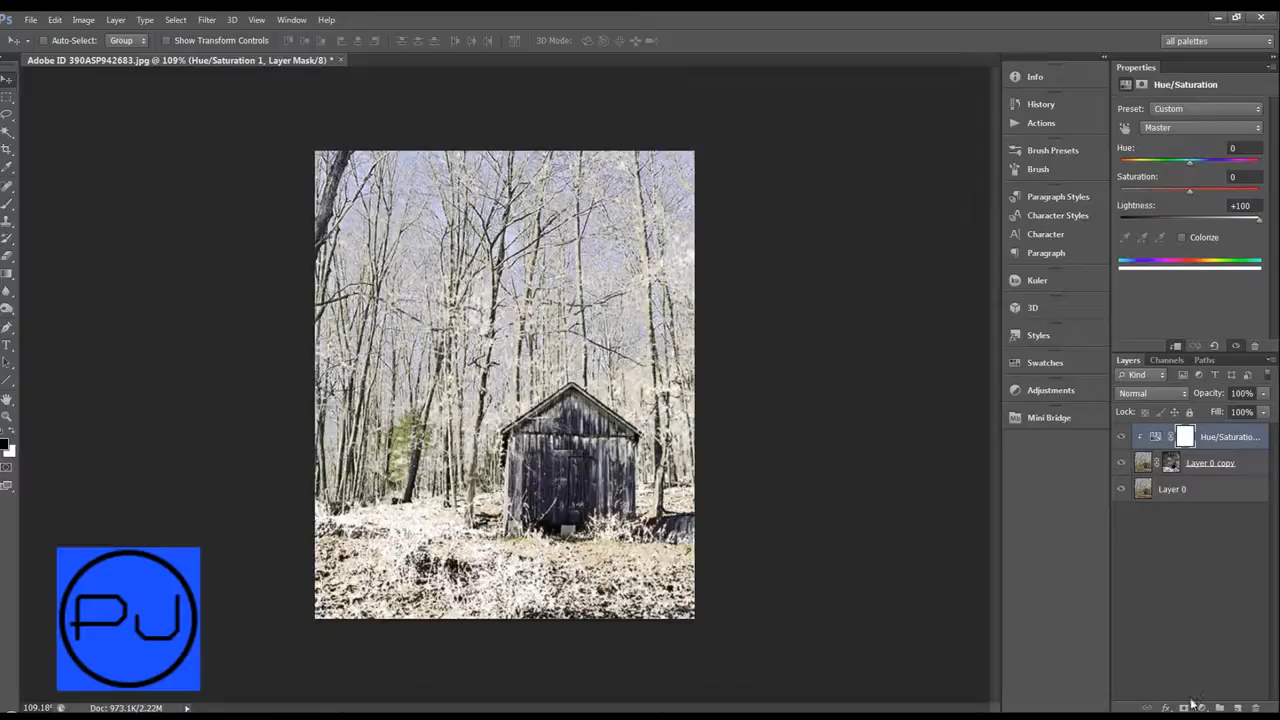 Ps File Edit Image Layer Type Select Filter 3D View Window Help
Auto-Select: Group Show Transform Controls 3D Mode: all palettes
Adobe ID 390ASP942683.jpg @ 109% (Hue/Saturation 1, Layer Mask/8) * ×
Info
History
Actions
Brush Presets
Brush
Paragraph Styles
Character Styles
Character
Paragraph
Kuler
3D
Styles
Swatches
Adjustments
Mini Bridge
Properties
Hue/Saturation
Preset: Custom
Master
Hue: 0
Saturation: 0
Lightness: +100
Colorize
Layers Channels Paths
Kind
Normal Opacity: 100%
Lock: Fill: 100%
Hue/Saturatio...
Layer 0 copy
Layer 0
PJ
Doc: 973.1K/2.22M